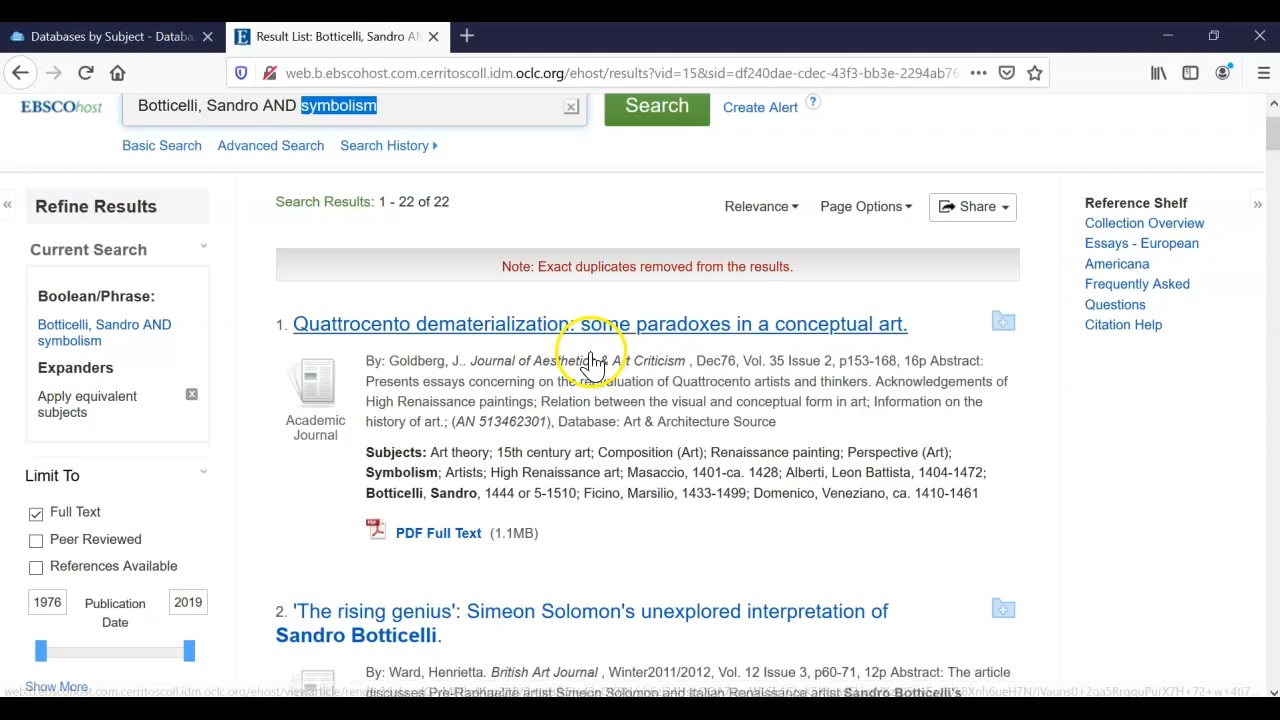 Databases by Subject - Databa
Result List: Botticelli, Sandro AN
web.b.ebscohost.com.cerritoscoll.idm.oclc.org/ehost/results?vid=15&sid=df240dae-cdec-43f3-bb3e-2294ab76
EBSCOhost
Botticelli, Sandro AND symbolism
Search
Create Alert
Basic Search
Advanced Search
Search History
Refine Results
Current Search
Boolean/Phrase:
Botticelli, Sandro AND
symbolism
Expanders
Apply equivalent
subjects
Limit To
Full Text
Peer Reviewed
References Available
1976
Publication
Date
2019
Show More
Search Results: 1 - 22 of 22
Relevance
Page Options
Share
Note: Exact duplicates removed from the results.
1. Quattrocento dematerialization: some paradoxes in a conceptual art.
Academic
Journal
By: Goldberg, J.. Journal of Aesthetics & Art Criticism , Dec76, Vol. 35 Issue 2, p153-168, 16p Abstract:
Presents essays concerning on the reevaluation of Quattrocento artists and thinkers. Acknowledgements of
High Renaissance paintings; Relation between the visual and conceptual form in art; Information on the
history of art.; (AN 513462301), Database: Art & Architecture Source
Subjects: Art theory; 15th century art; Composition (Art); Renaissance painting; Perspective (Art);
Symbolism; Artists; High Renaissance art; Masaccio, 1401-ca. 1428; Alberti, Leon Battista, 1404-1472;
Botticelli, Sandro, 1444 or 5-1510; Ficino, Marsilio, 1433-1499; Domenico, Veneziano, ca. 1410-1461
PDF
PDF Full Text (1.1MB)
2. 'The rising genius': Simeon Solomon's unexplored interpretation of
Sandro Botticelli.
By: Ward, Henrietta. British Art Journal , Winter2011/2012, Vol. 12 Issue 3, p60-71, 12p Abstract: The article
Reference Shelf
Collection Overview
Essays - European
Americana
Frequently Asked
Questions
Citation Help